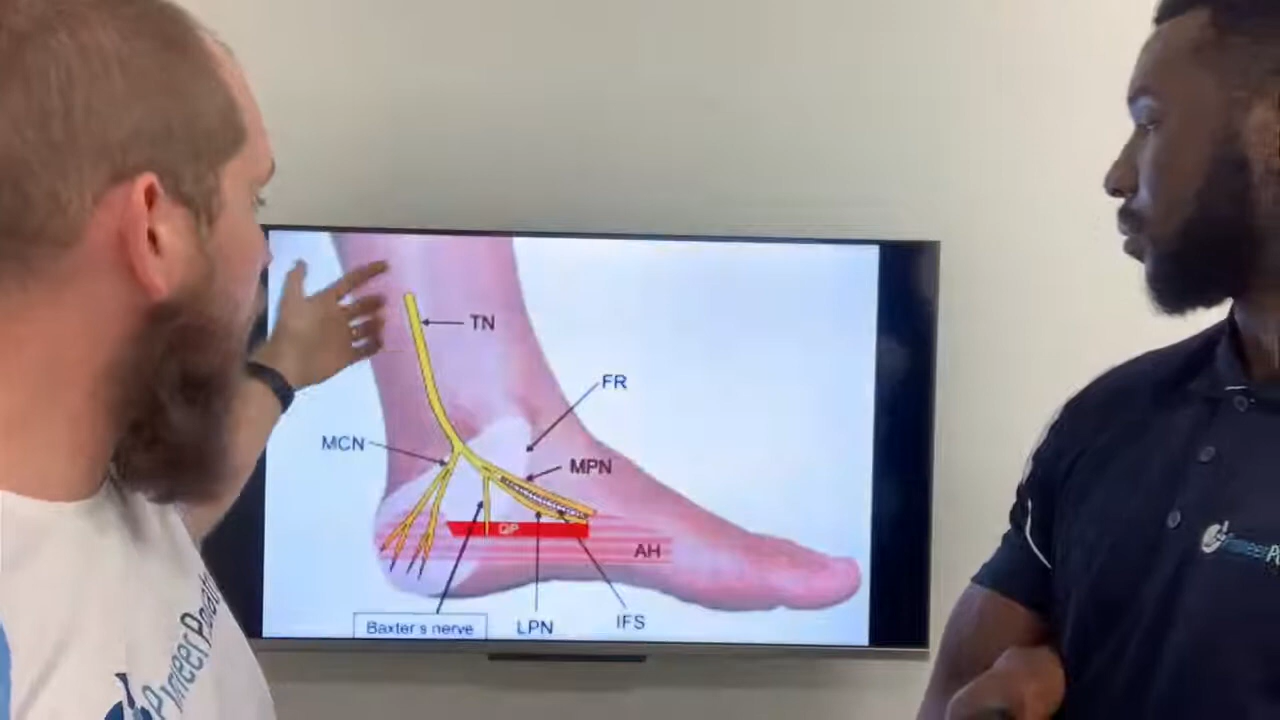 TN
FR
MCN
MPN
QP
AH
Baxter's nerve
LPN
IFS